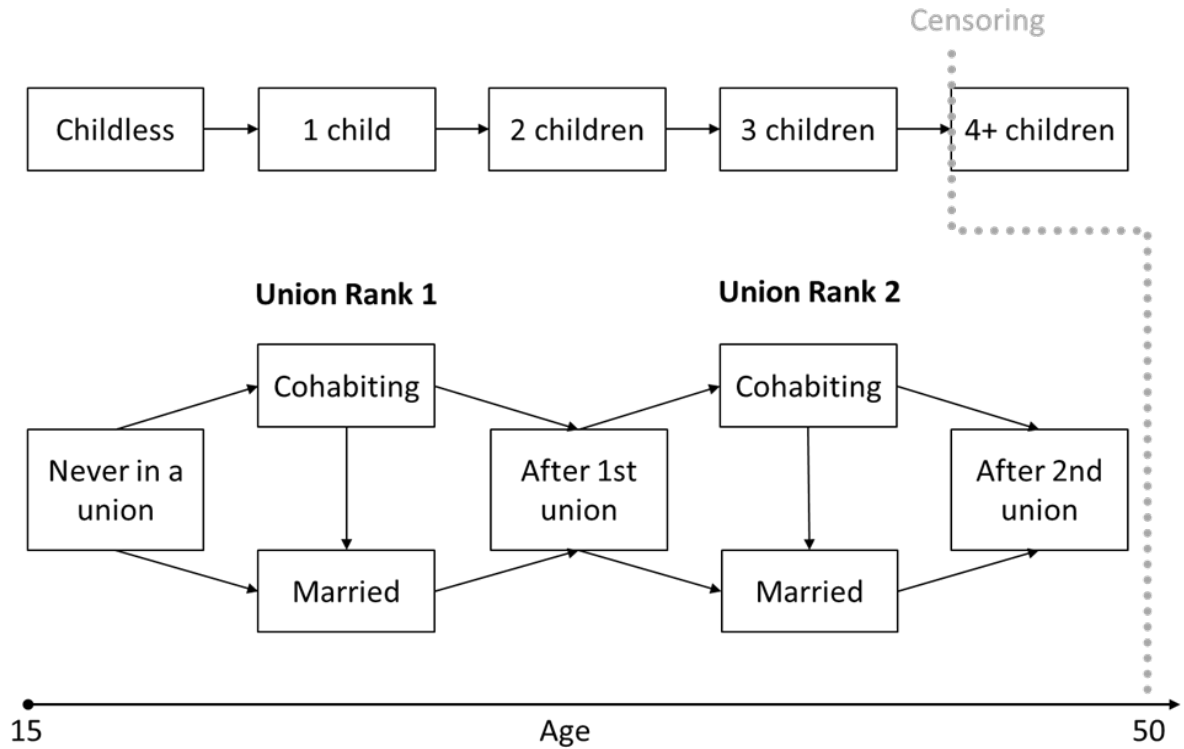 Censoring
Childless
1 child
2 children
3 children
4+ children
Union Rank 1
Union Rank 2
Cohabiting
Cohabiting
Never in a
union
After 1st
union
After 2nd
union
Married
Married
15
Age
50